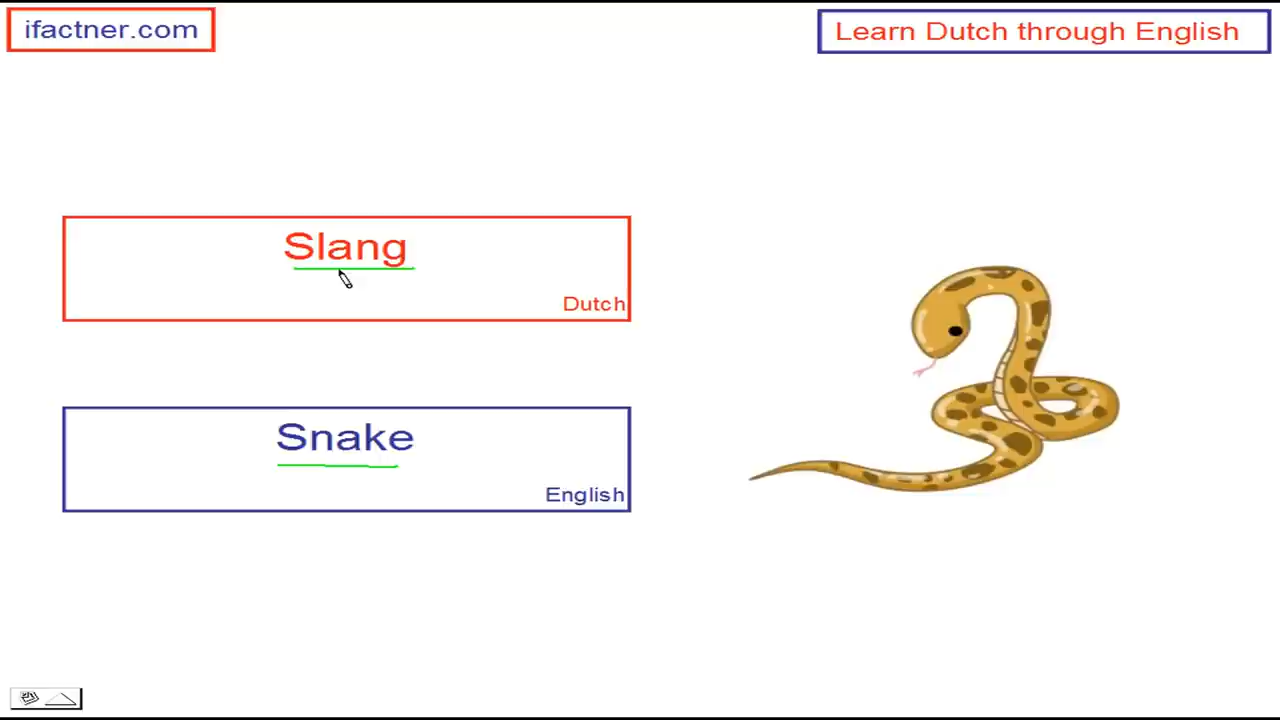 ifactner.com
Learn Dutch through English
Slang
Dutch
Snake
English